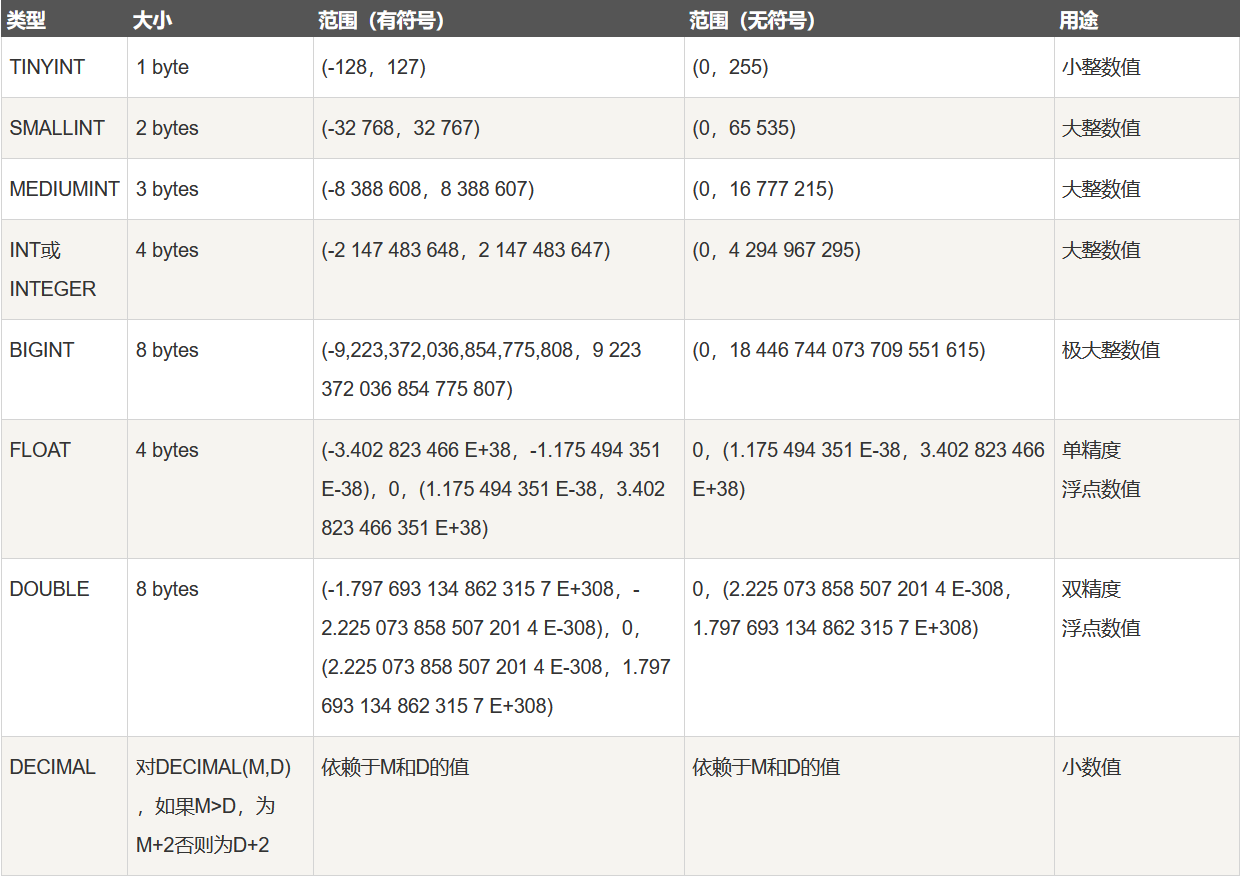 类型 大小 范围（有符号） 范围（无符号） 用途
TINYINT 1 byte (-128，127) (0，255) 小整数值
SMALLINT 2 bytes (-32 768，32 767) (0，65 535) 大整数值
MEDIUMINT 3 bytes (-8 388 608，8 388 607) (0，16 777 215) 大整数值
INT或 4 bytes (-2 147 483 648，2 147 483 647) (0，4 294 967 295) 大整数值
INTEGER
BIGINT 8 bytes (-9,223,372,036,854,775,808，9 223 (0，18 446 744 073 709 551 615) 极大整数值
372 036 854 775 807)
FLOAT 4 bytes (-3.402 823 466 E+38，-1.175 494 351 0，(1.175 494 351 E-38，3.402 823 466 单精度
E-38)，0，(1.175 494 351 E-38，3.402 E+38) 浮点数值
823 466 351 E+38)
DOUBLE 8 bytes (-1.797 693 134 862 315 7 E+308，- 0，(2.225 073 858 507 201 4 E-308， 双精度
2.225 073 858 507 201 4 E-308)，0， 1.797 693 134 862 315 7 E+308) 浮点数值
(2.225 073 858 507 201 4 E-308，1.797
693 134 862 315 7 E+308)
DECIMAL 对DECIMAL(M,D) 依赖于M和D的值 依赖于M和D的值 小数值
，如果M>D，为
M+2否则为D+2